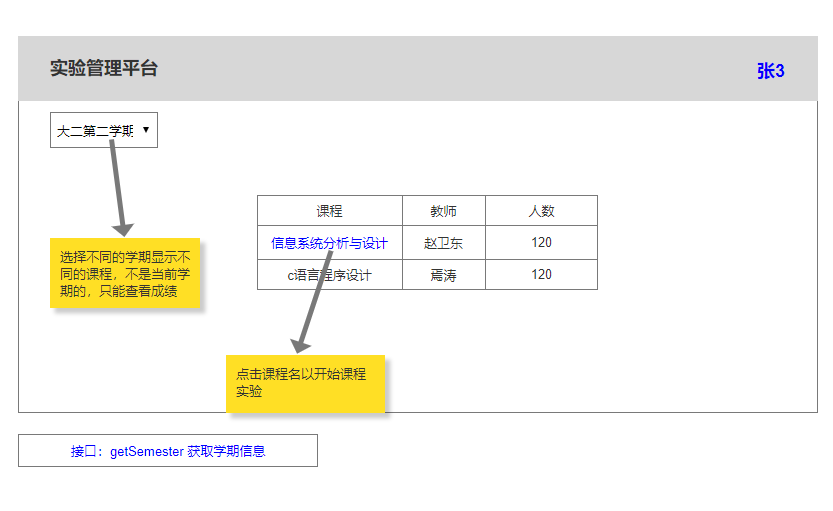 实验管理平台
张3
大二第二学期
课程 教师 人数
信息系统分析与设计 赵卫东 120
c语言程序设计 焉涛 120
选择不同的学期显示不
同的课程，不是当前学
期的，只能查看成绩
点击课程名以开始课程
实验
接口：getSemester 获取学期信息